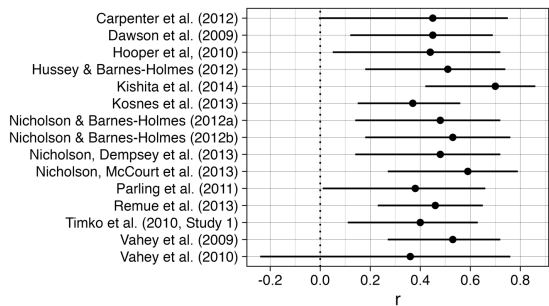 Carpenter et al. (2012)
Dawson et al. (2009)
Hooper et al, (2010)
Hussey & Barnes-Holmes (2012)
Kishita et al. (2014)
Kosnes et al. (2013)
Nicholson & Barnes-Holmes (2012a)
Nicholson & Barnes-Holmes (2012b)
Nicholson, Dempsey et al. (2013)
Nicholson, McCourt et al. (2013)
Parling et al. (2011)
Remue et al. (2013)
Timko et al. (2010, Study 1)
Vahey et al. (2009)
Vahey et al. (2010)
-0.2 0.0 0.2 0.4 0.6 0.8
r